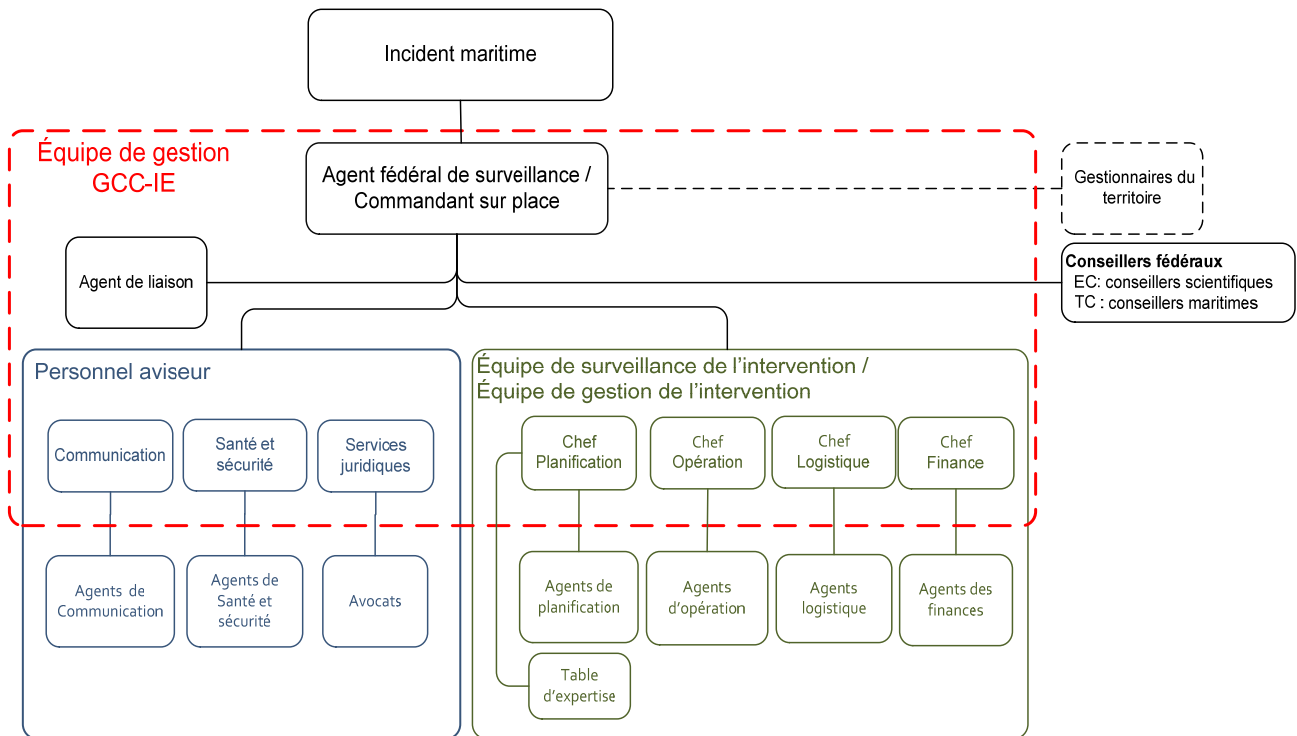 Incident maritime
Équipe de gestion
GCC-IE
Agent fédéral de surveillance /
Commandant sur place
Gestionnaires du
territoire
Agent de liaison
Conseillers fédéraux
EC: conseillers scientifiques
TC : conseillers maritimes
Personnel aviseur
Communication
Santé et
sécurité
Services
juridiques
Agents de
Communication
Agents de
Santé et
sécurité
Avocats
Équipe de surveillance de l'intervention /
Équipe de gestion de l'intervention
Chef
Planification
Chef
Opération
Chef
Logistique
Chef
Finance
Agents de
planification
Agents
d'opération
Agents
logistique
Agents des
finances
Table
d'expertise